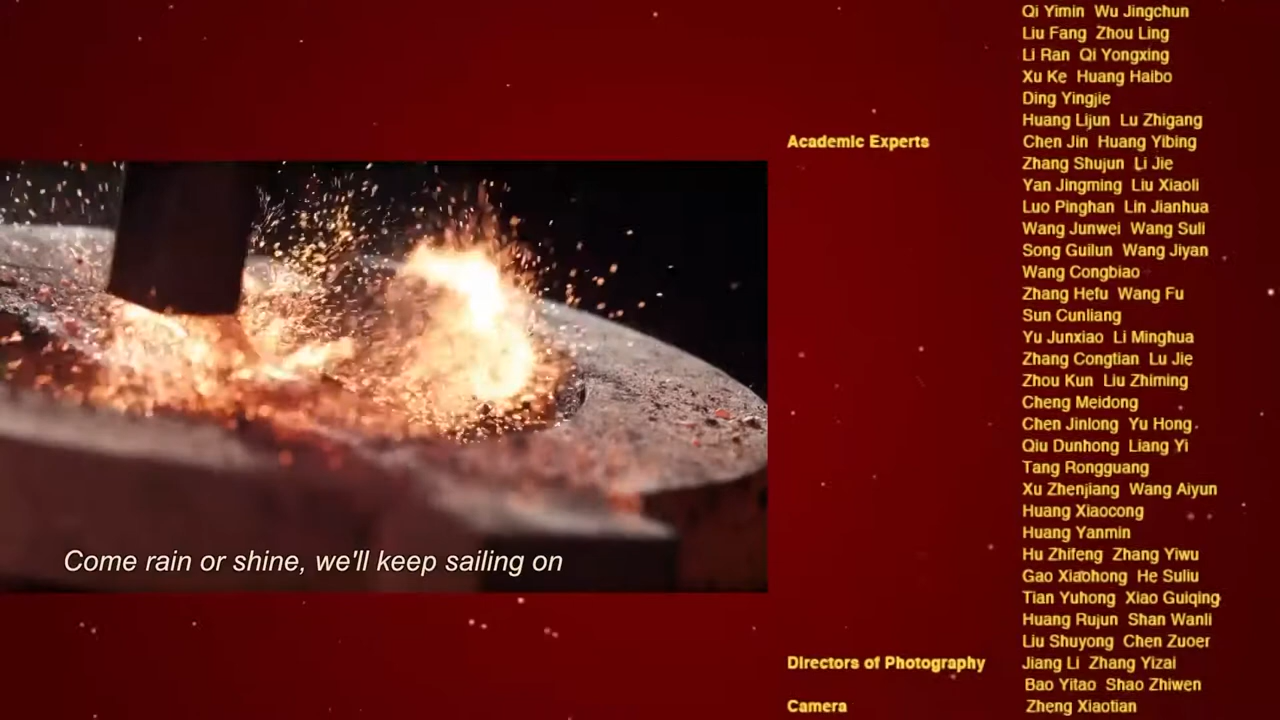 Qi Yimin Wu Jingchun
Liu Fang Zhou Ling
Li Ran Qi Yongxing
Xu Ke Huang Haibo
Ding Yingjie
Huang Lijun Lu Zhigang
Academic Experts Chen Jin Huang Yibing
Zhang Shujun Li Jie
Yan Jingming Liu Xiaoli
Luo Pinghan Lin Jianhua
Wang Junwei Wang Suli
Song Guilun Wang Jiyan
Wang Congbiao
Zhang Hefu Wang Fu
Sun Cunliang
Yu Junxiao Li Minghua
Zhang Congtian Lu Jie
Zhou Kun Liu Zhiming
Cheng Meidong
Chen Jinlong Yu Hong
Qiu Dunhong Liang Yi
Tang Rongguang
Xu Zhenjiang Wang Aiyun
Huang Xiaocong
Huang Yanmin
Hu Zhifeng Zhang Yiwu
Gao Xiaohong He Suliu
Tian Yuhong Xiao Guiqing
Huang Rujun Shan Wanli
Liu Shuyong Chen Zuoer
Directors of Photography Jiang Li Zhang Yizai
Bao Yitao Shao Zhiwen
Camera Zheng Xiaotian
Come rain or shine, we'll keep sailing on